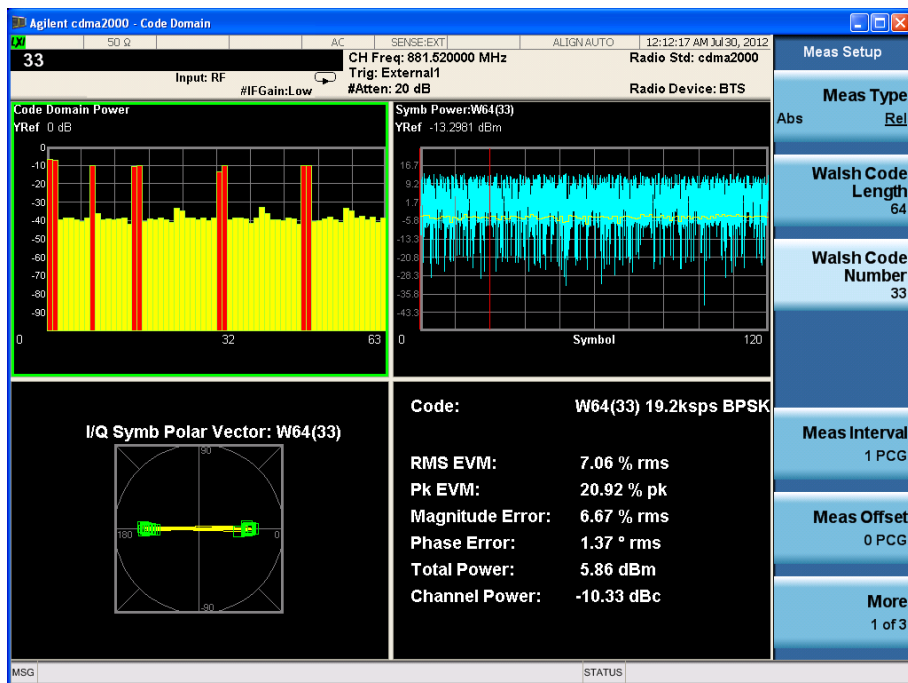 Agilent cdma2000 - Code Domain
LXI 50 Ω AC SENSE:EXT ALIGN AUTO 12:12:17 AM Jul 30, 2012
33
Input: RF
#IFGain:Low
CH Freq: 881.520000 MHz
Trig: External1
#Atten: 20 dB
Radio Std: cdma2000
Radio Device: BTS
Code Domain Power
YRef 0 dB
0
-10
-20
-30
-40
-50
-60
-70
-80
-90
0 32 63
Symb Power:W64(33)
YRef -13.2981 dBm
16.7
9.2
1.7
-5.8
-13.3
-20.8
-28.3
-35.8
-43.3
0 Symbol 120
I/Q Symb Polar Vector: W64(33)
90
180 0
-90
Code: W64(33) 19.2ksps BPSK
RMS EVM: 7.06 % rms
Pk EVM: 20.92 % pk
Magnitude Error: 6.67 % rms
Phase Error: 1.37 ° rms
Total Power: 5.86 dBm
Channel Power: -10.33 dBc
Meas Setup
Meas Type
Abs Rel
Walsh Code
Length
64
Walsh Code
Number
33
Meas Interval
1 PCG
Meas Offset
0 PCG
More
1 of 3
MSG STATUS